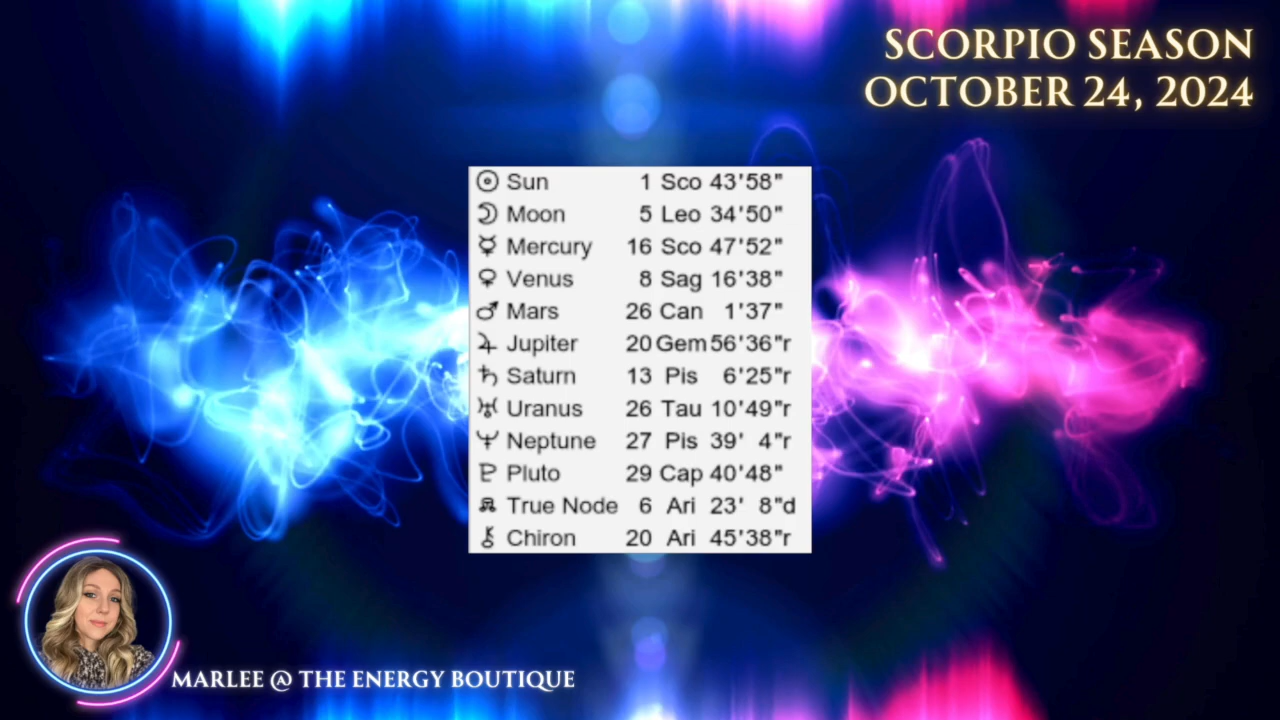 SCORPIO SEASON
OCTOBER 24, 2024
Sun 1 Sco 43'58"
Moon 5 Leo 34'50"
Mercury 16 Sco 47'52"
Venus 8 Sag 16'38"
Mars 26 Can 1'37"
Jupiter 20 Gem 56'36"r
Saturn 13 Pis 6'25"r
Uranus 26 Tau 10'49"r
Neptune 27 Pis 39' 4"r
Pluto 29 Cap 40'48"
True Node 6 Ari 23' 8"d
Chiron 20 Ari 45'38"r
MARLEE @ THE ENERGY BOUTIQUE